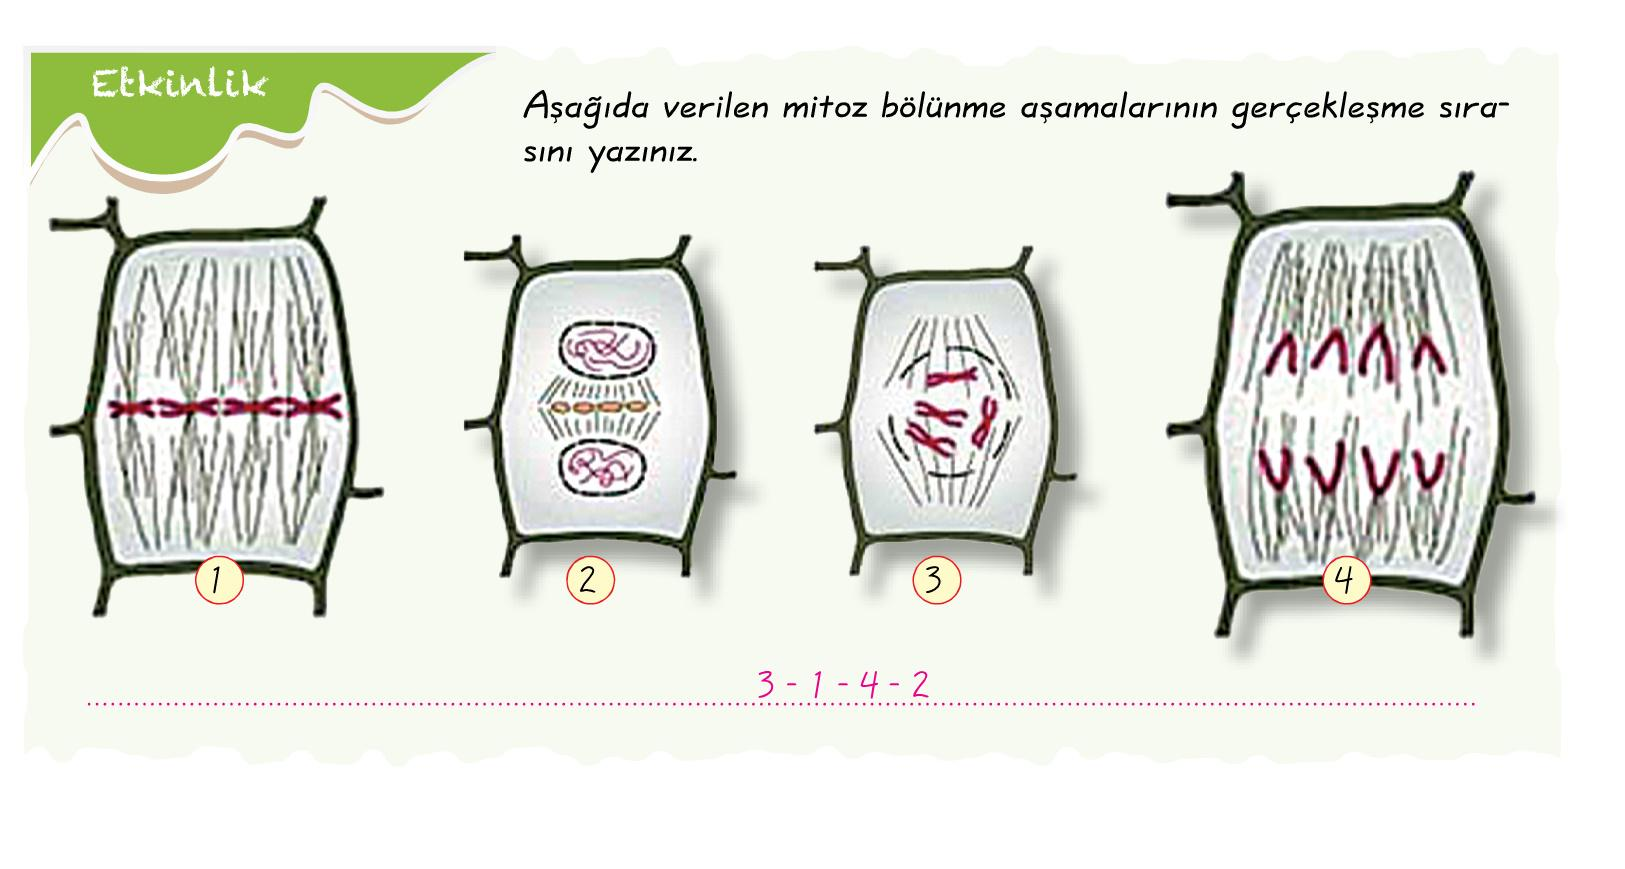 Etkinlik
Aşağıda verilen mitoz bölünme aşamalarının gerçekleşme sıra-
sını yazınız.
1
2
3
4
3 - 1 - 4 - 2